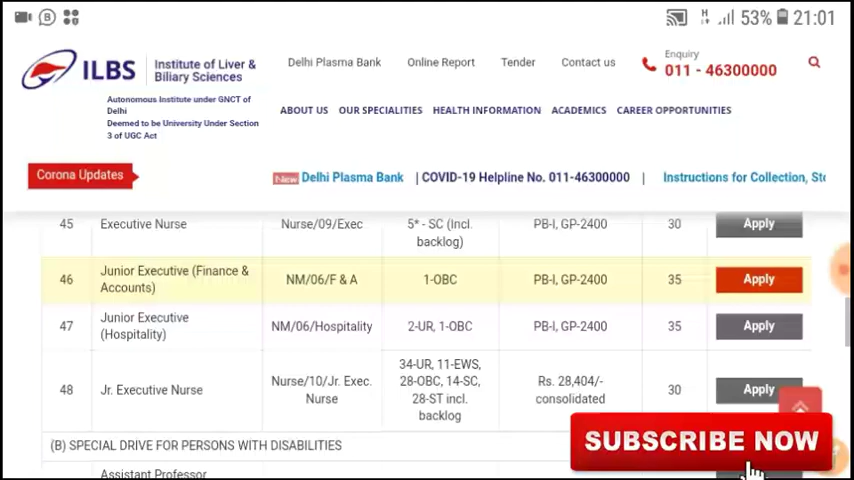 B 53% 21:01
ILBS
Institute of Liver &
Biliary Sciences
Autonomous Institute under GNCT of
Delhi
Deemed to be University Under Section
3 of UGC Act
Delhi Plasma Bank Online Report Tender Contact us
Enquiry
011 - 46300000
ABOUT US OUR SPECIALITIES HEALTH INFORMATION ACADEMICS CAREER OPPORTUNITIES
Corona Updates
New Delhi Plasma Bank | COVID-19 Helpline No. 011-46300000 | Instructions for Collection, Sto
45 Executive Nurse Nurse/09/Exec 5* - SC (Incl. PB-I, GP-2400 30 Apply
backlog)
46 Junior Executive (Finance & NM/06/F & A 1-OBC PB-I, GP-2400 35 Apply
Accounts)
47 Junior Executive NM/06/Hospitality 2-UR, 1-OBC PB-I, GP-2400 35 Apply
(Hospitality)
34-UR, 11-EWS,
48 Jr. Executive Nurse Nurse/10/Jr. Exec. 28-OBC, 14-SC, Rs. 28,404/- 30 Apply
Nurse 28-ST incl. consolidated
backlog
(B) SPECIAL DRIVE FOR PERSONS WITH DISABILITIES
Assistant Professor
SUBSCRIBE NOW